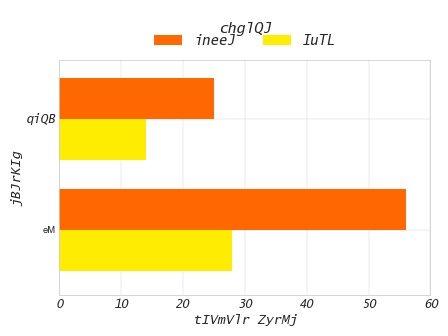 chglQJ
ineeJ IuTL
qiQB
eM
jBJrKIg
0 10 20 30 40 50 60
tIVmVlr ZyrMj